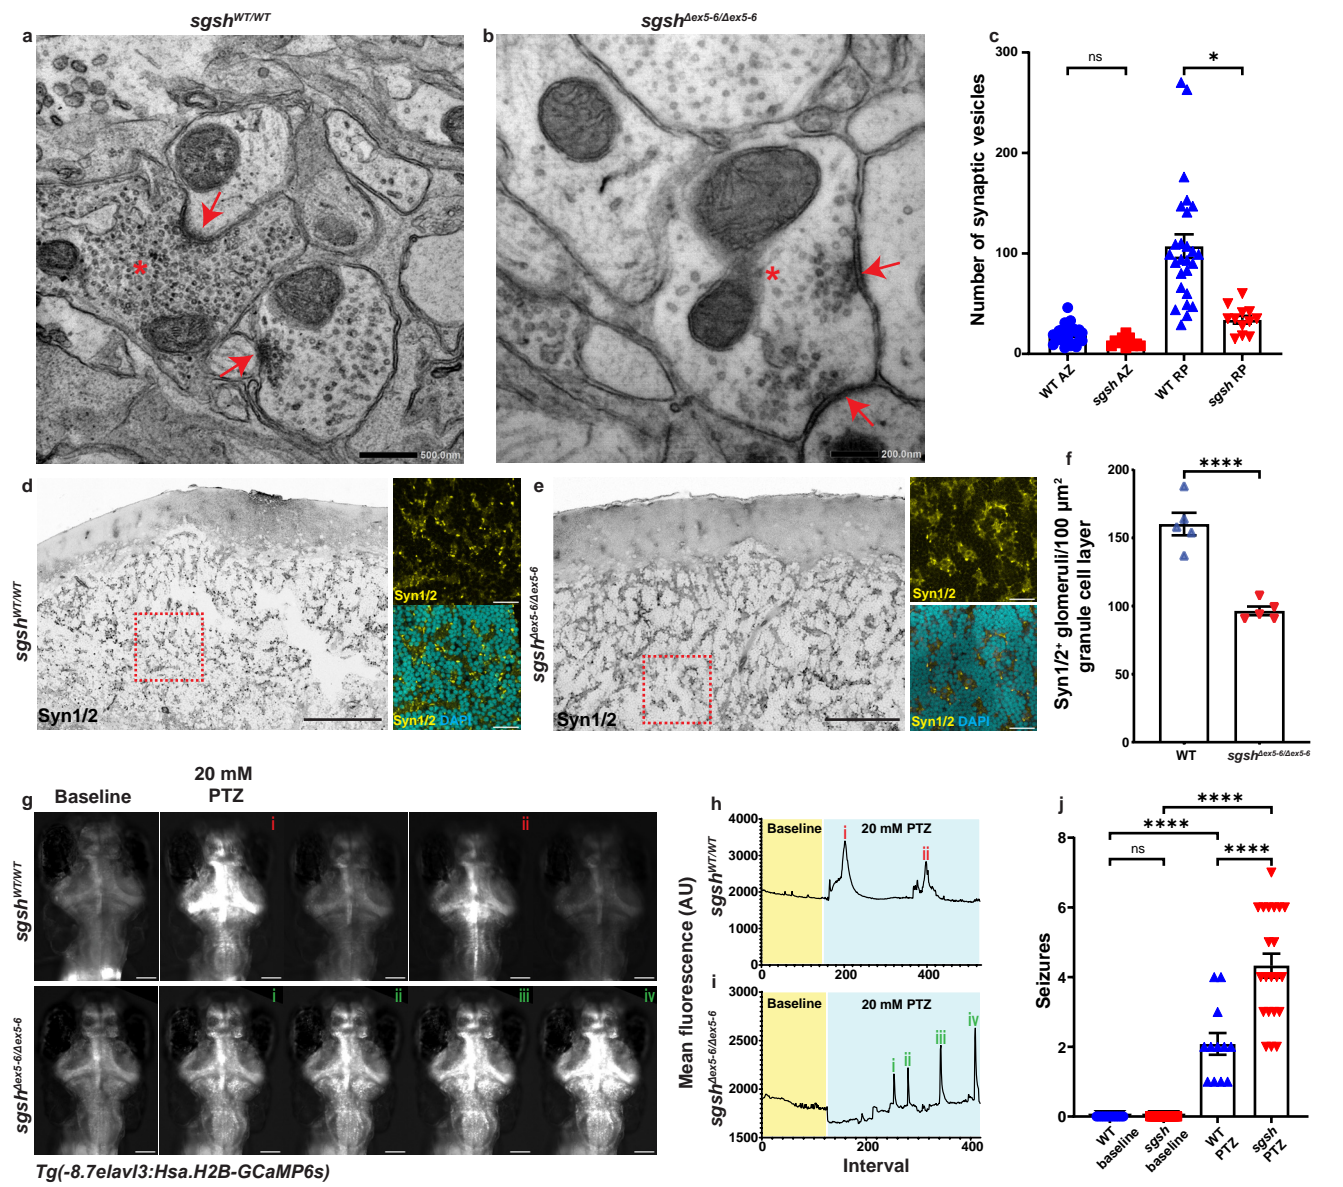 sgshWT/WT
sgshΔex5-6/Δex5-6
a
b
c
*
*
500.0nm
200.0nm
Number of synaptic vesicles
300
200
100
0
ns
*
WT AZ
sgsh AZ
WT RP
sgsh RP
d
e
f
sgshWT/WT
Syn1/2
Syn1/2
Syn1/2 DAPI
sgshΔex5-6/Δex5-6
Syn1/2
Syn1/2
Syn1/2 DAPI
Syn1/2+ glomeruli/100 µm2
granule cell layer
200
150
100
50
0
****
WT
sgshΔex5-6/Δex5-6
g
Baseline
20 mM
PTZ
sgshWT/WT
i
ii
sgshΔex5-6/Δex5-6
i
ii
iii
iv
Tg(-8.7elavl3:Hsa.H2B-GCaMP6s)
h
Mean fluorescence (AU)
sgshWT/WT
4000
3000
2000
1000
0
Baseline
20 mM PTZ
i
ii
0
200
400
ii
sgshΔex5-6/Δex5-6
3000
2500
2000
1500
Baseline
20 mM PTZ
i
ii
iii
iv
0
200
400
Interval
j
Seizures
8
6
4
2
0
****
****
ns
****
WT
baseline
sgsh
baseline
WT
PTZ
sgsh
PTZ